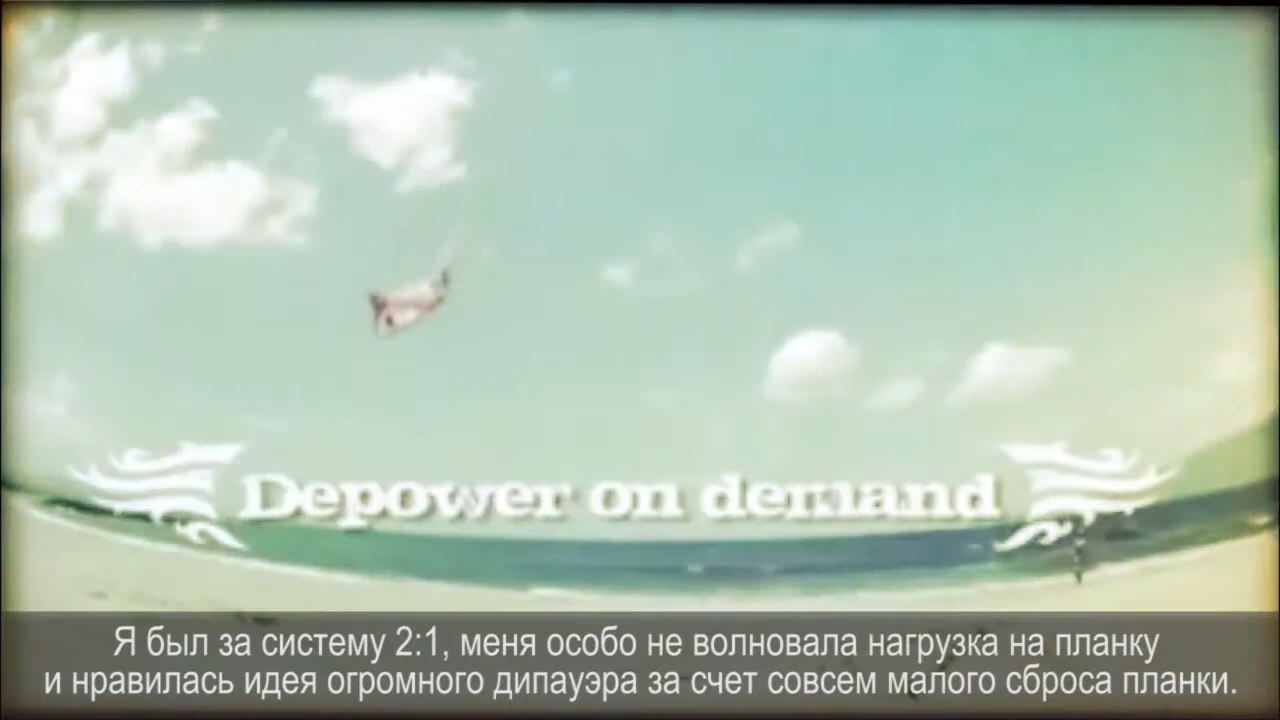 Depower on demand
Я был за систему 2:1, меня особо не волновала нагрузка на планку
и нравилась идея огромного дипауэра за счет совсем малого сброса планки.